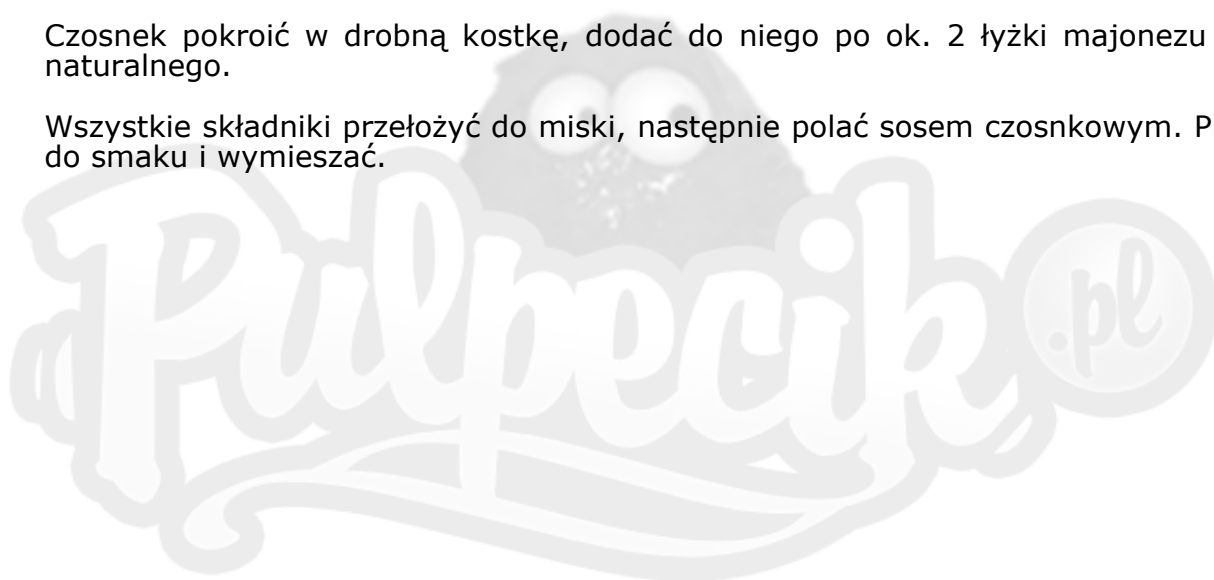 Czosnek pokroić w drobną kostkę, dodać do niego po ok. 2 łyżki majonezu
naturalnego.
Wszystkie składniki przełożyć do miski, następnie polać sosem czosnkowym. P
do smaku i wymieszać.
Pulpecik.pl